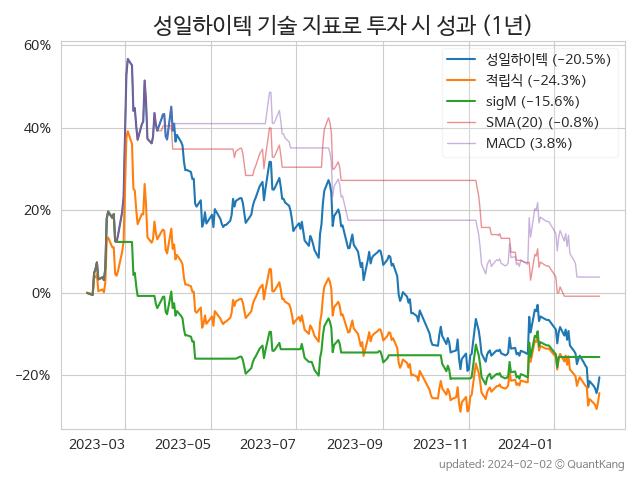 성일하이텍 기술 지표로 투자 시 성과 (1년)
60%
40%
20%
0%
−20%
성일하이텍 (−20.5%)
적립식 (−24.3%)
sigM (−15.6%)
SMA(20) (−0.8%)
MACD (3.8%)
2023−03
2023−05
2023−07
2023−09
2023−11
2024−01
updated: 2024-02-02 © QuantKang